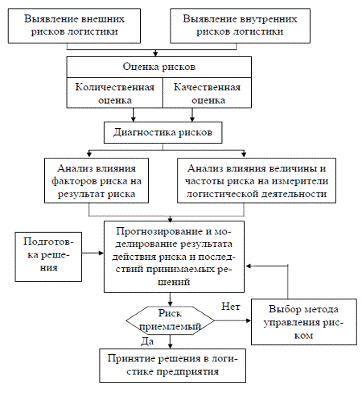 Выявление внешних
рисков логистики
Выявление внутренних
рисков логистики
Оценка рисков
Количественная
оценка
Качественная
оценка
Диагностика рисков
Анализ влияния
факторов риска на
результат риска
Анализ влияния величины и
частоты риска на измерители
логистической деятельности
Подготов-
ка реше-
ния
Прогнозирование и мо-
делирование результата
действия риска и послед-
ствий принимаемых ре-
шений
Риск
приемлемый
Нет
Выбор метода
управления рис-
ком
Да
Принятие решения в логи-
стике предприятия